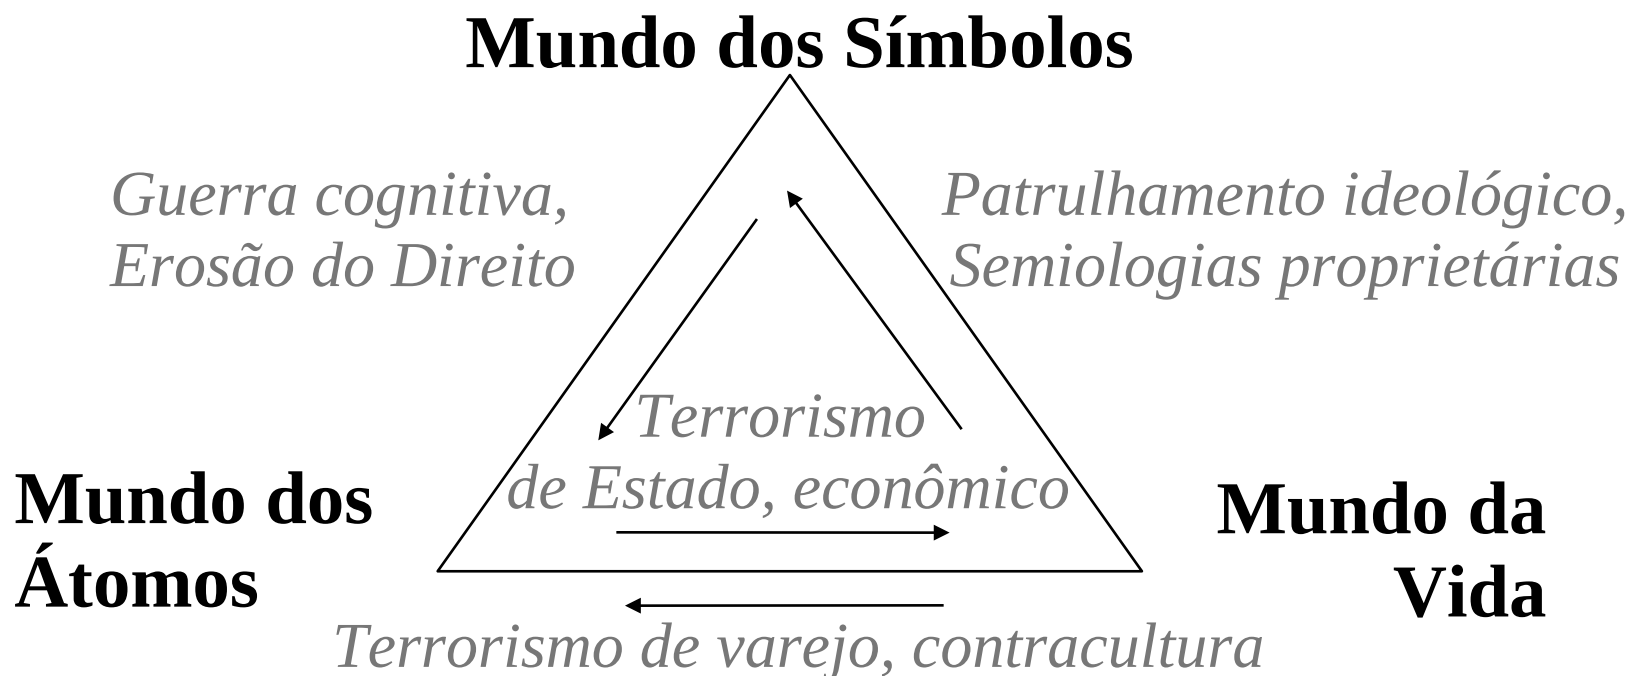 Mundo dos Símbolos
Guerra cognitiva,
Erosão do Direito
Patrulhamento ideológico,
Semiologias proprietárias
Terrorismo
de Estado, econômico
Mundo dos
Átomos
Mundo da
Vida
Terrorismo de varejo, contracultura